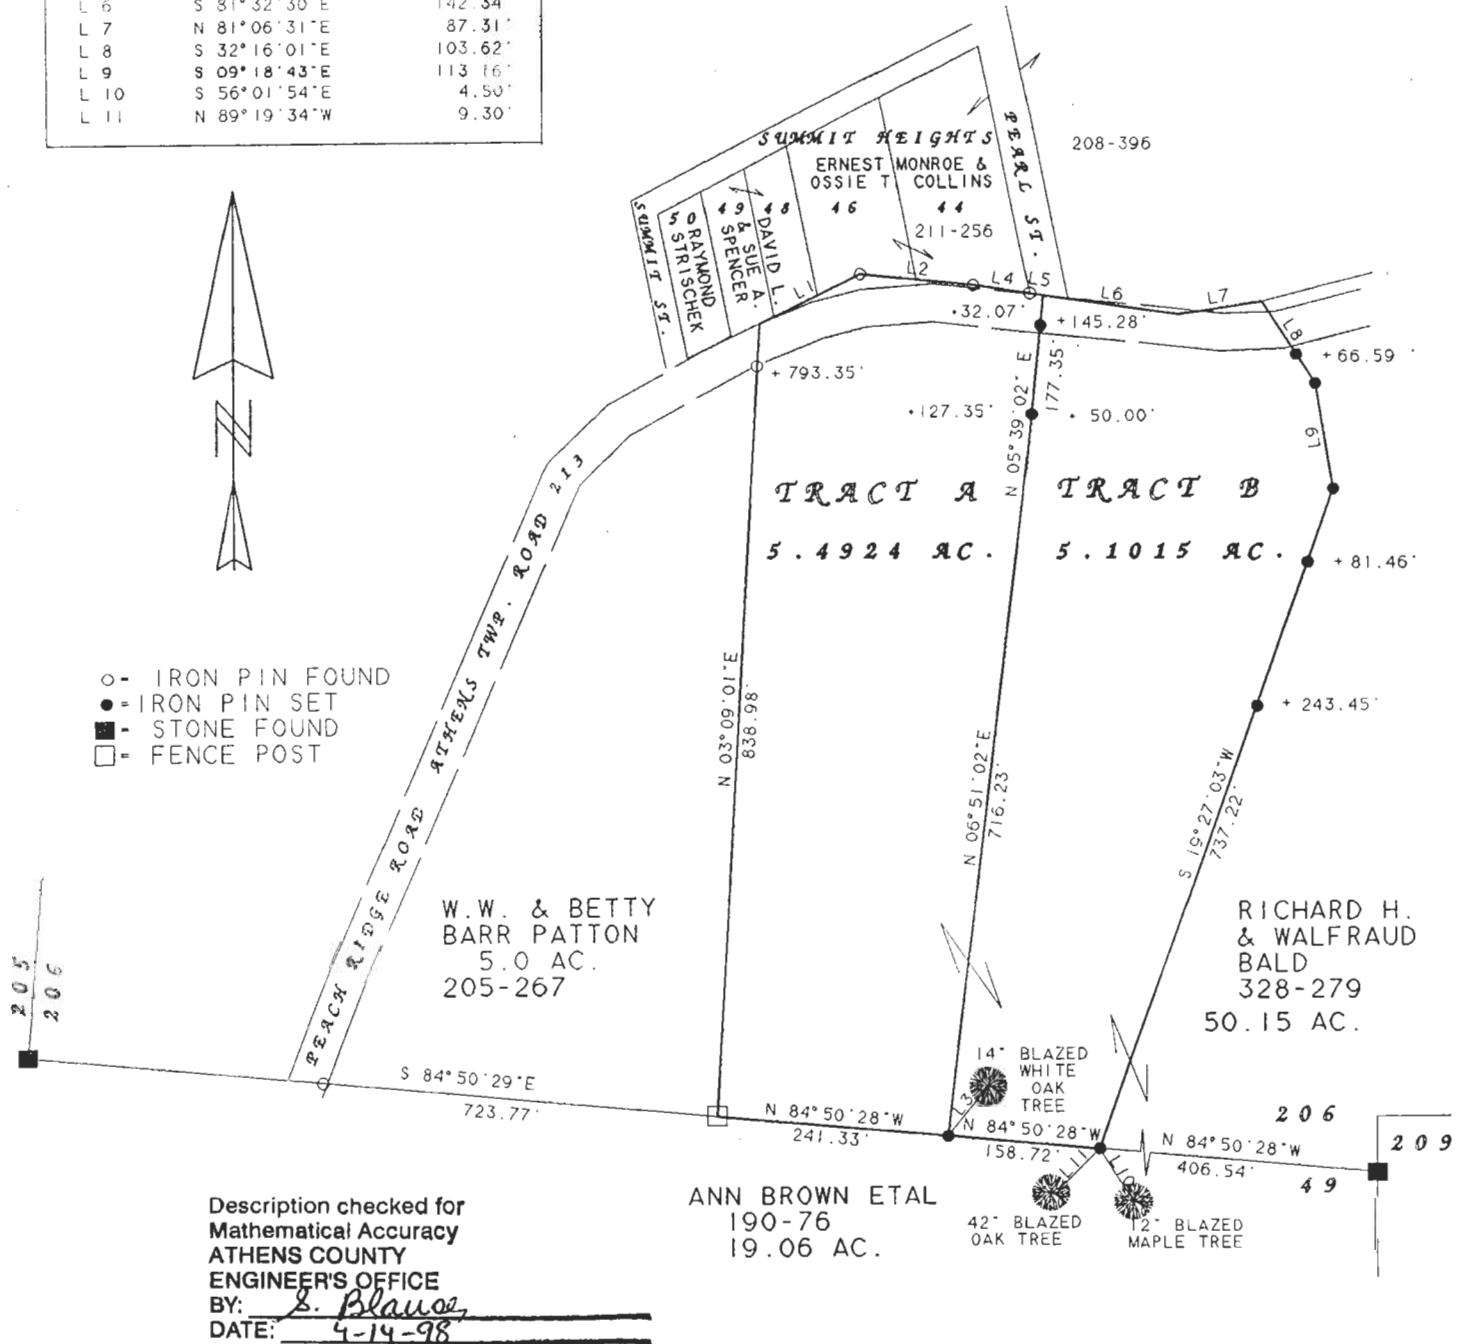 L 6 S 81°32'30"E 142.34'
L 7 N 81°06'31"E 87.31'
L 8 S 32°16'01"E 103.62'
L 9 S 09°18'43"E 113.16'
L 10 S 56°01'54"E 4.50'
L 11 N 89°19'34"W 9.30'
N
SUMMIT HEIGHTS
ERNEST MONROE &
OSSIE T. COLLINS
46
44
211-256
208-396
PEARL ST.
SUMMIT ST.
50
RAYMOND
STRISCHEK
49
48
DAVID L.
& SUE A.
SPENCER
L1
L2
L4
L5
L6
L7
L8
L9
+32.07'
+145.28'
+66.59'
+793.35'
+127.35'
+50.00'
N 05°39'02" E
177.35'
TRACT A
5.4924 AC.
TRACT B
5.1015 AC.
+81.46'
+243.45'
PEACH RIDGE ROAD ATHENS TWP. ROAD 213
○- IRON PIN FOUND
●=IRON PIN SET
■- STONE FOUND
□= FENCE POST
N 03°09'01"E
838.98'
N 06°51'02"E
716.23'
S 19°27'03"W
737.22'
W.W. & BETTY
BARR PATTON
5.0 AC.
205-267
RICHARD H.
& WALFRAUD
BALD
328-279
50.15 AC.
205
206
S 84°50'29"E
723.77'
N 84°50'28"W
241.33'
14" BLAZED
WHITE
OAK
TREE
L3
N 84°50'28"W
158.72'
N 84°50'28"W
406.54'
206
209
49
L11
L10
42" BLAZED
OAK TREE
12" BLAZED
MAPLE TREE
ANN BROWN ETAL
190-76
19.06 AC.
Description checked for
Mathematical Accuracy
ATHENS COUNTY
ENGINEER'S OFFICE
BY: S.
DATE: 4-14-98